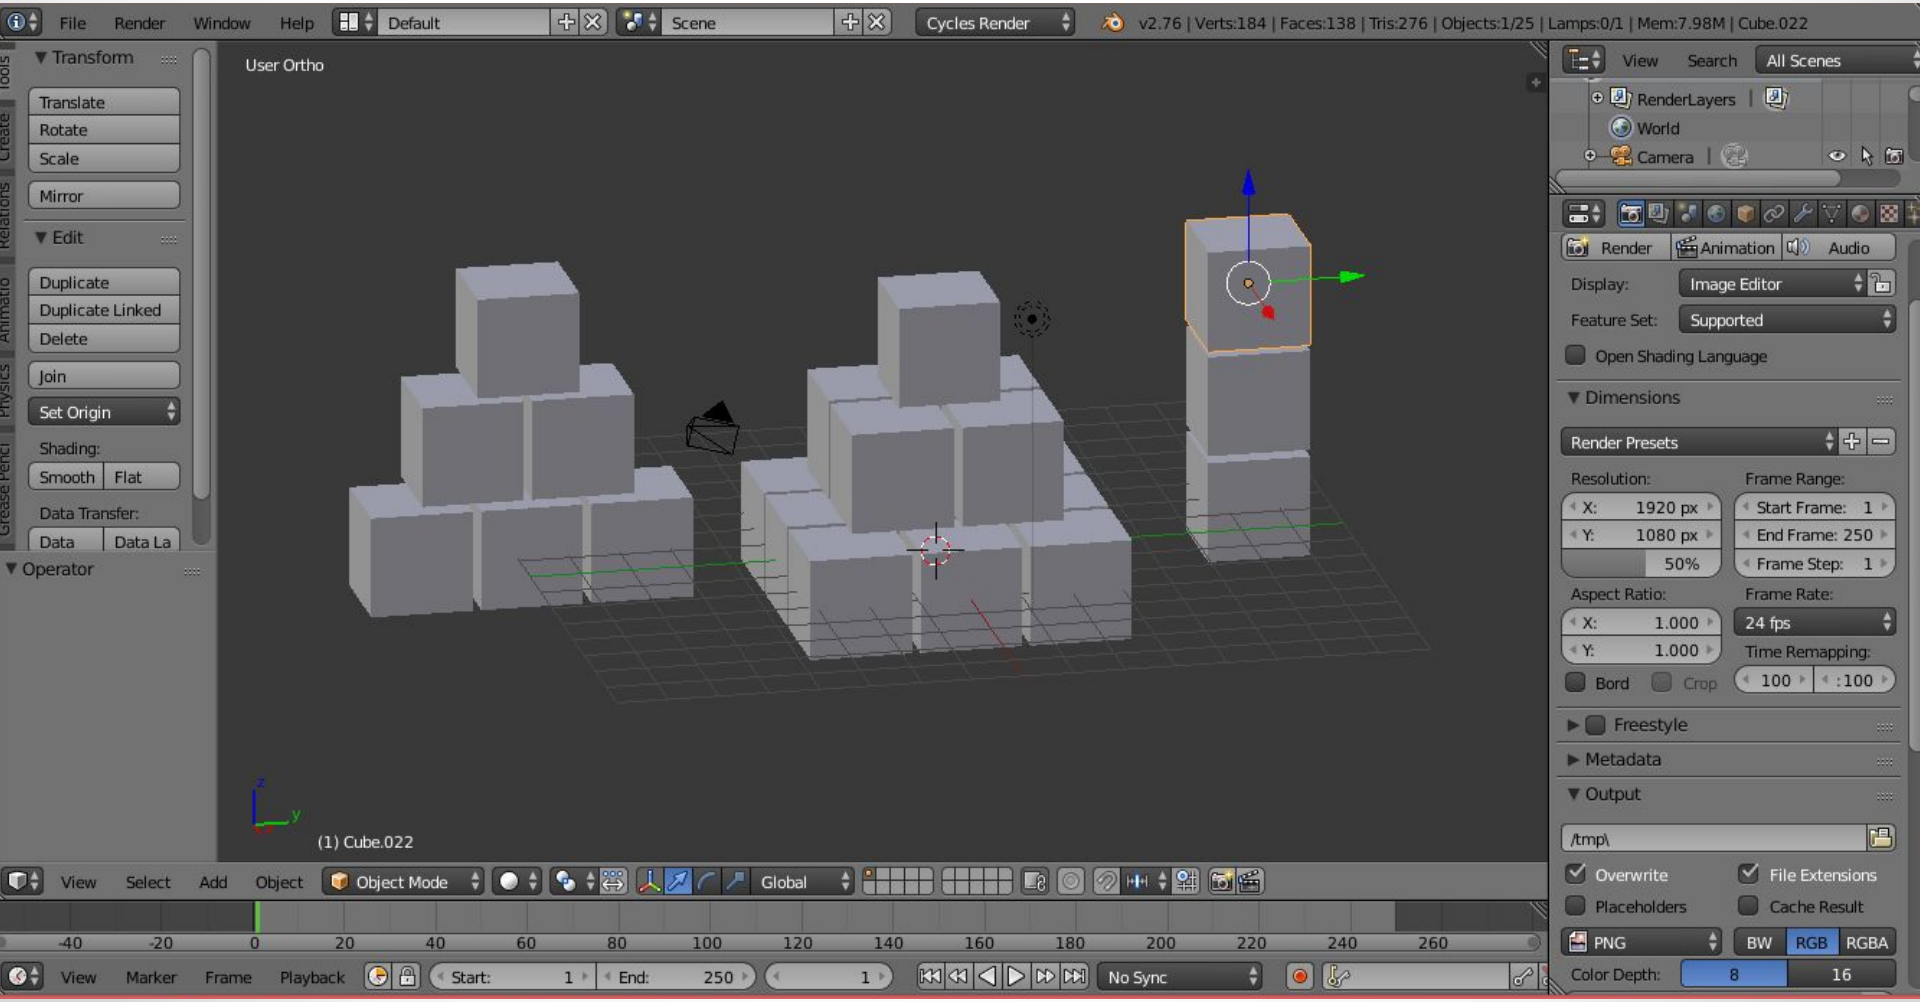 File Render Window Help Default Scene Cycles Render v2.76 | Verts:184 | Faces:138 | Tris:276 | Objects:1/25 | Lamps:0/1 | Mem:7.98M | Cube.022
Tools
Create
Relations
Animatio
Physics
Grease Penci
Transform
Translate
Rotate
Scale
Mirror
Edit
Duplicate
Duplicate Linked
Delete
Join
Set Origin
Shading:
Smooth Flat
Data Transfer:
Data Data La
Operator
User Ortho
z
y
(1) Cube.022
View Search All Scenes
RenderLayers |
World
Camera |
Render Animation Audio
Display: Image Editor
Feature Set: Supported
Open Shading Language
Dimensions
Render Presets
Resolution: Frame Range:
X: 1920 px Start Frame: 1
Y: 1080 px End Frame: 250
50% Frame Step: 1
Aspect Ratio: Frame Rate:
X: 1.000 24 fps
Y: 1.000 Time Remapping:
Bord Crop 100 :100
Freestyle
Metadata
Output
/tmp\
Overwrite File Extensions
Placeholders Cache Result
PNG BW RGB RGBA
Color Depth: 8 16
View Select Add Object Object Mode Global
-40 -20 0 20 40 60 80 100 120 140 160 180 200 220 240 260
View Marker Frame Playback Start: 1 End: 250 1 No Sync